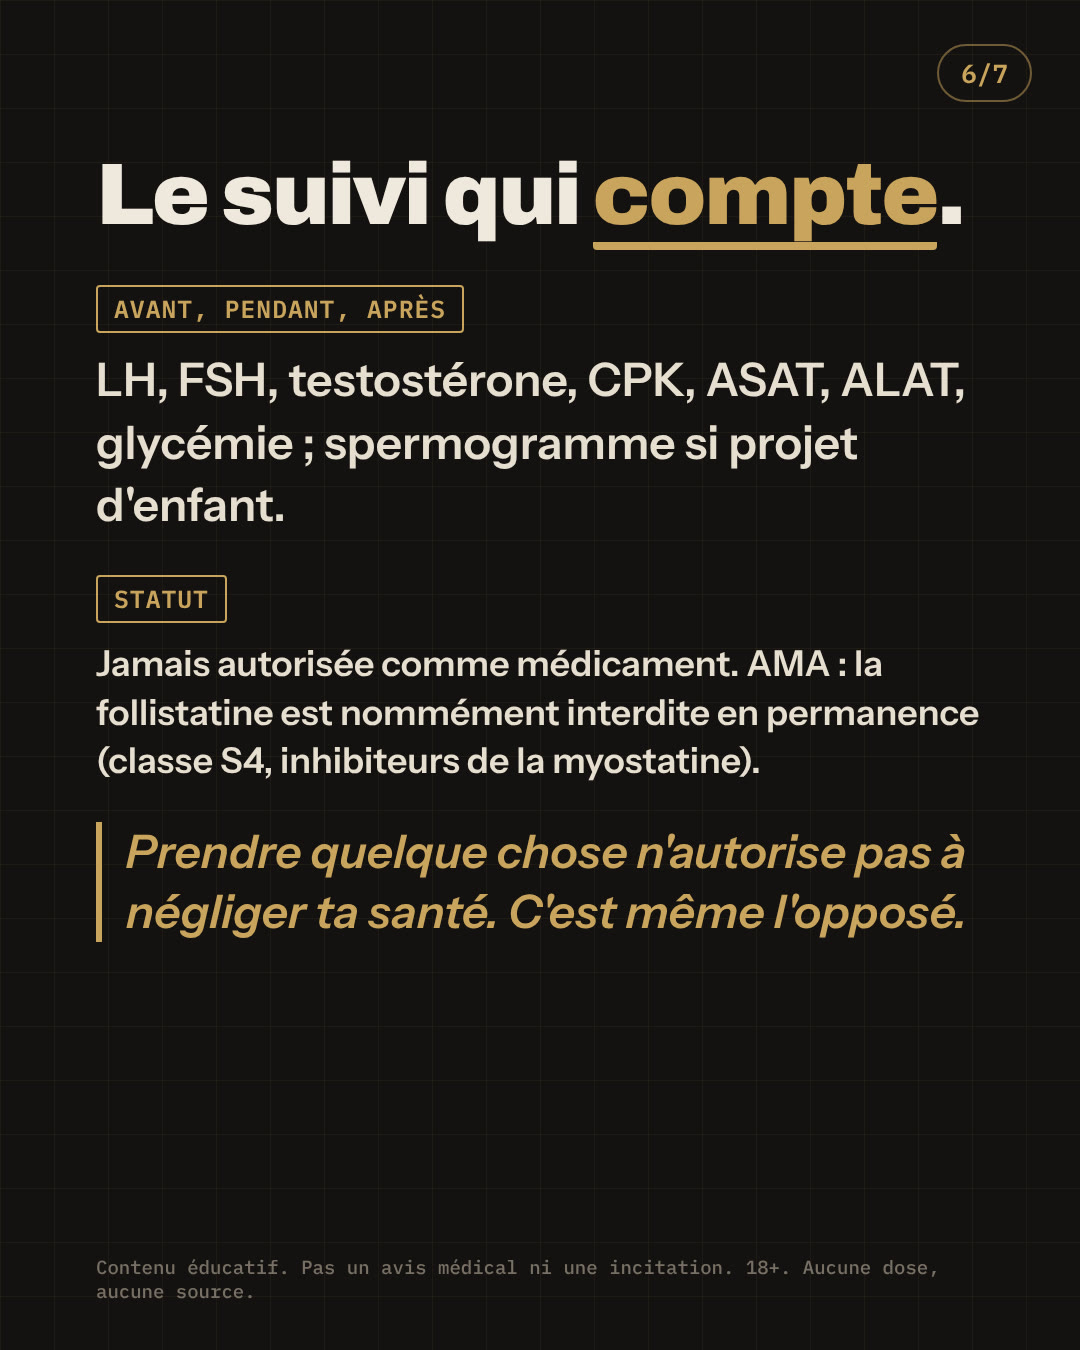 6/7
Le suivi qui compte.
AVANT, PENDANT, APRÈS
LH, FSH, testostérone, CPK, ASAT, ALAT,
glycémie ; spermogramme si projet
d'enfant.
STATUT
Jamais autorisée comme médicament. AMA : la
follistatine est nommément interdite en permanence
(classe S4, inhibiteurs de la myostatine).
Prendre quelque chose n'autorise pas à
négliger ta santé. C'est même l'opposé.
Contenu éducatif. Pas un avis médical ni une incitation. 18+. Aucune dose,
aucune source.